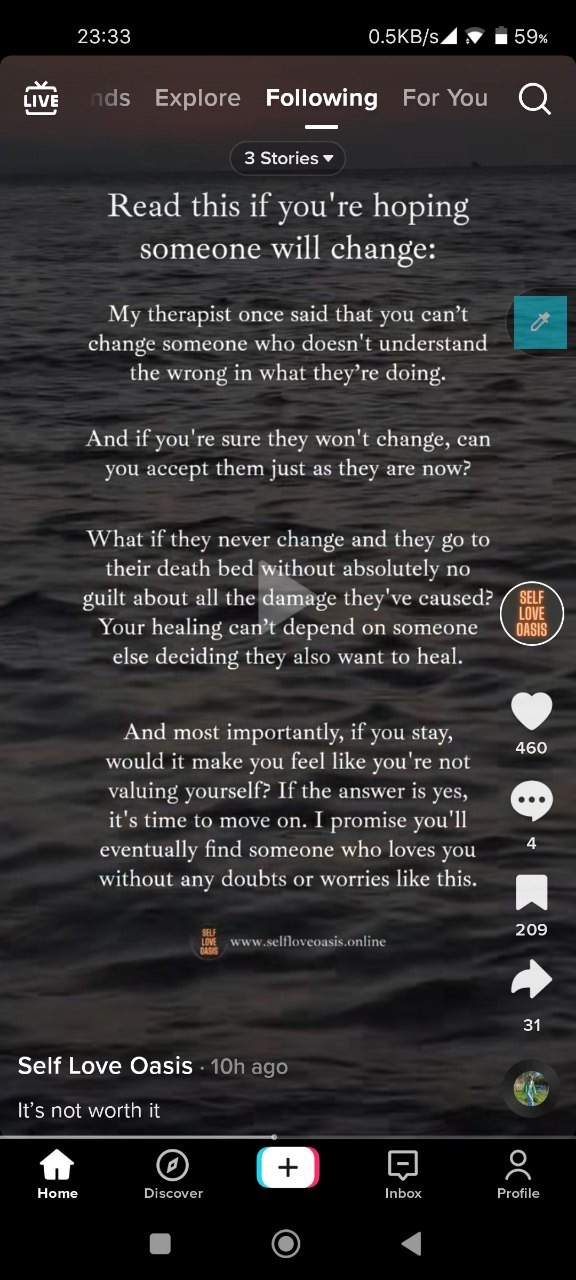 23:33
0.5KB/s
59%
LIVE
nds
Explore
Following
For You
3 Stories
Read this if you're hoping
someone will change:
My therapist once said that you can’t
change someone who doesn't understand
the wrong in what they’re doing.
And if you're sure they won't change, can
you accept them just as they are now?
What if they never change and they go to
their death bed without absolutely no
guilt about all the damage they've caused?
Your healing can’t depend on someone
else deciding they also want to heal.
And most importantly, if you stay,
would it make you feel like you're not
valuing yourself? If the answer is yes,
it's time to move on. I promise you'll
eventually find someone who loves you
without any doubts or worries like this.
SELF
LOVE
OASIS
www.selfloveoasis.online
SELF
LOVE
OASIS
460
4
209
31
Self Love Oasis · 10h ago
It’s not worth it
Home
Discover
Inbox
Profile